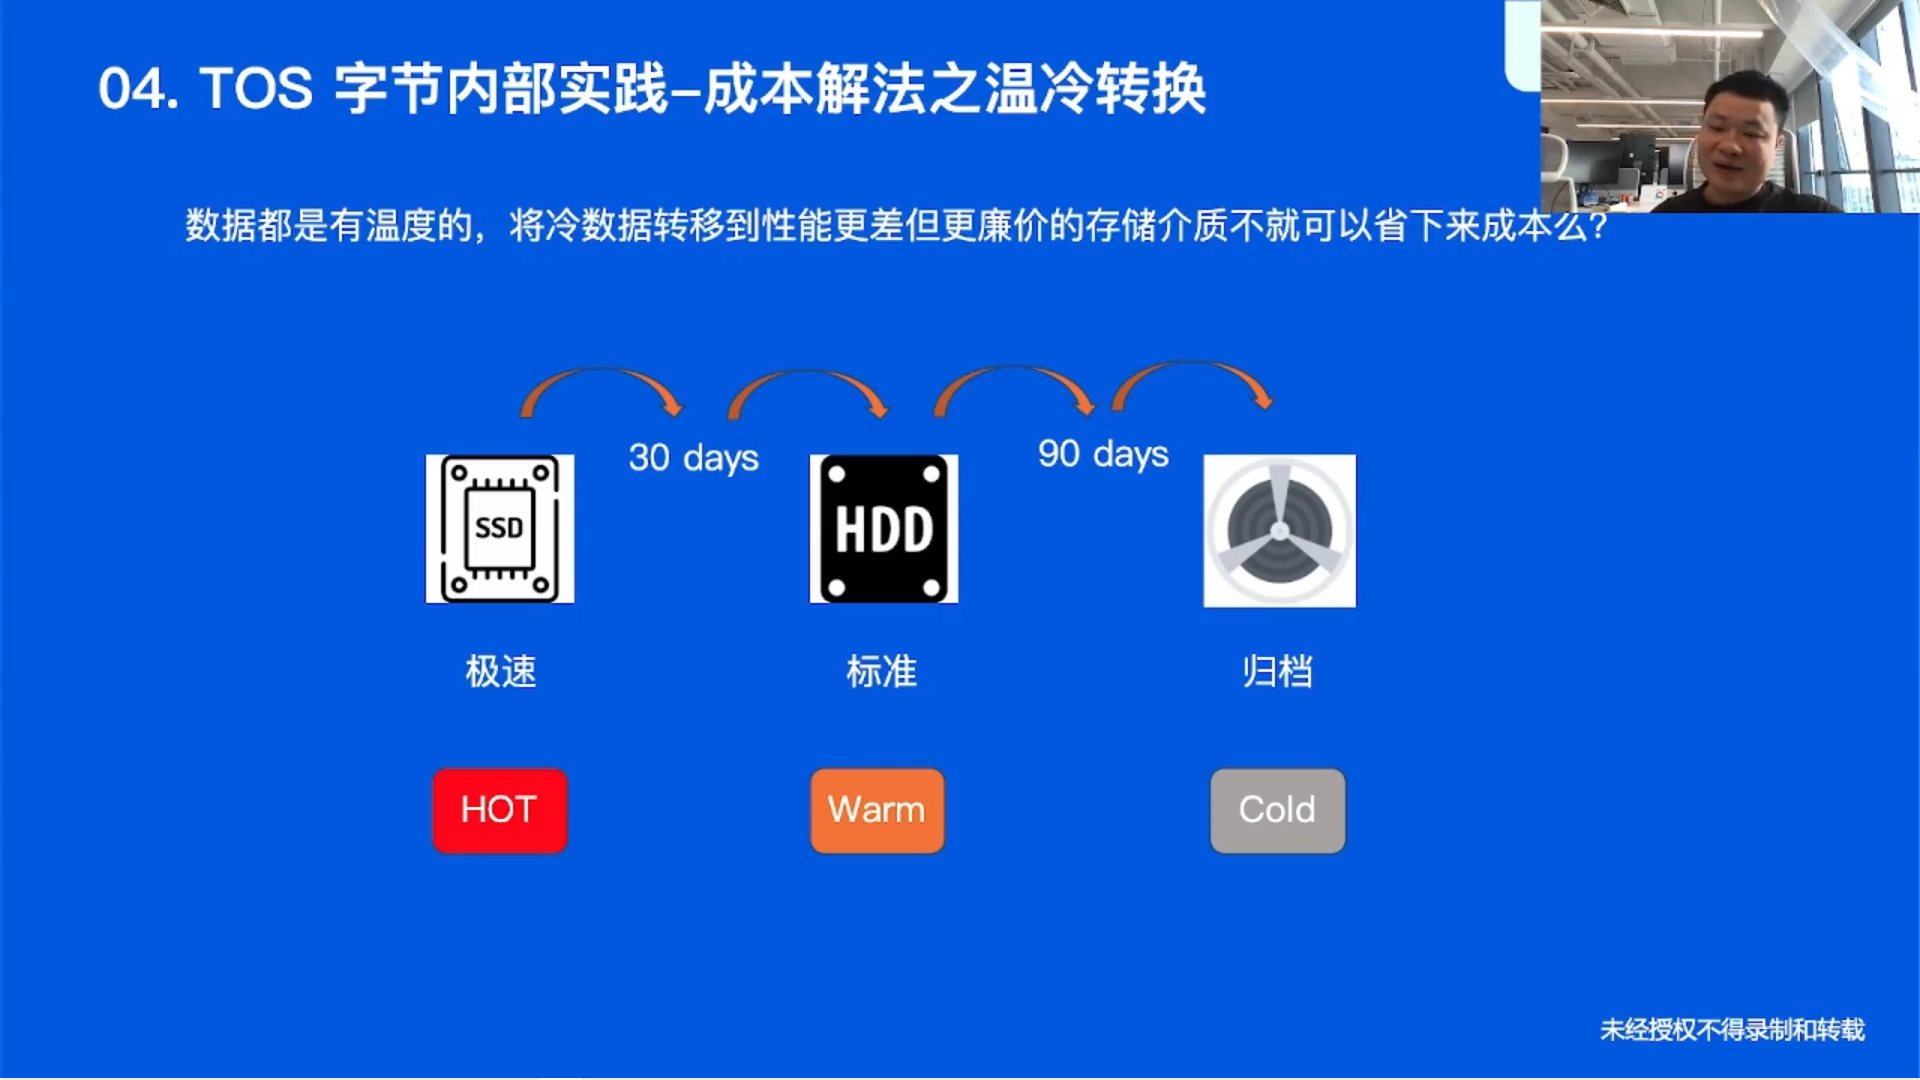 04. TOS 字节内部实践-成本解法之温冷转换
数据都是有温度的，将冷数据转移到性能更差但更廉价的存储介质不就可以省下来成本么？
30 days
90 days
SSD
HDD
极速
标准
归档
HOT
Warm
Cold
未经授权不得录制和转载